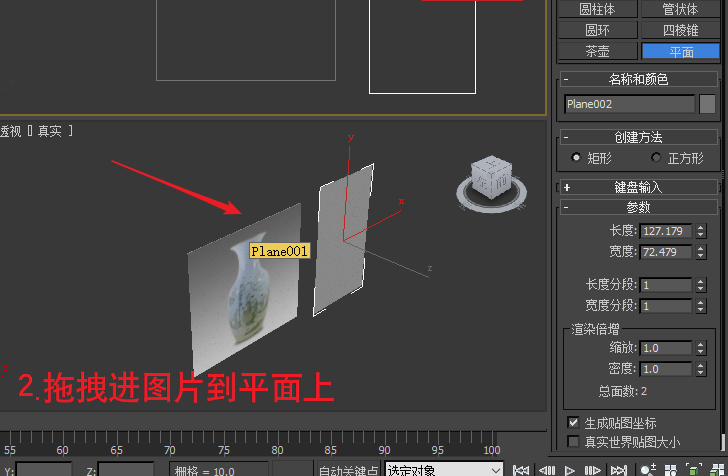 圆柱体 管状体
圆环 四棱锥
茶壶 平面
- 名称和颜色
Plane002
- 创建方法
矩形 正方形
+ 键盘输入
- 参数
长度: 127.179
宽度: 72.479
长度分段: 1
宽度分段: 1
渲染倍增
缩放: 1.0
密度: 1.0
总面数: 2
生成贴图坐标
真实世界贴图大小
透视 [] 真实 ]
y
x
z
Plane001
2.拖拽进图片到平面上
55 60 65 70 75 80 85 90 95 100
Y: Z: 栅格 = 10.0 自动关键点 选定对象